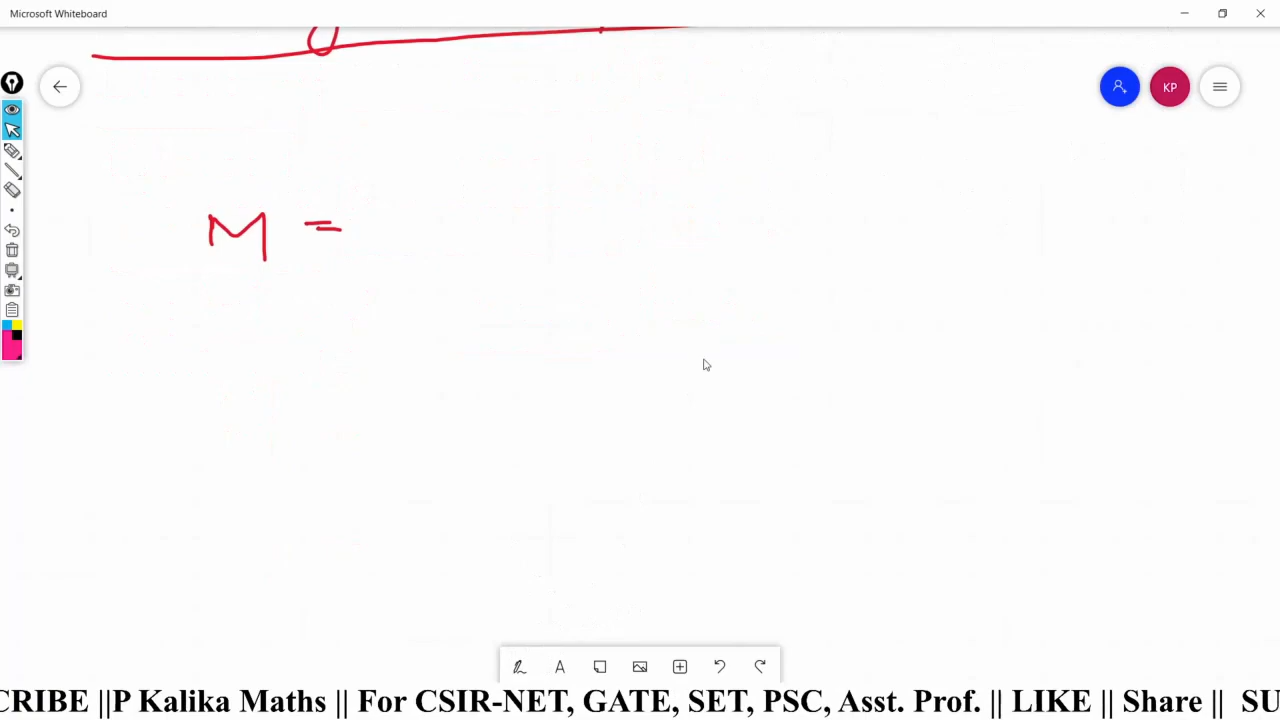 Microsoft Whiteboard
KP
M =
A
CRIBE ||P Kalika Maths || For CSIR-NET, GATE, SET, PSC, Asst. Prof. || LIKE || Share || SU